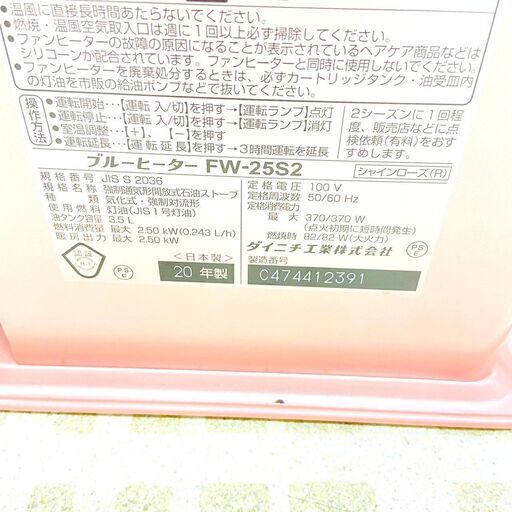 ●温風に直接長時間あたらないでください。
●燃焼・温風空気取入口は週に1回以上必ず掃除してください。
●ファンヒーターの故障の原因になることが表示されているヘアケア商品などは
シリコーンが配合されています。ファンヒーターと同時に使用しないでください。
●ファンヒーターを廃棄処分するときは、必ずカートリッジタンク・油受皿内
の灯油を市販の給油ポンプなどで抜いてください。
操作方法
●運転開始…【運転 入/切】を押す→【運転ランプ】点灯
●運転停止…【運転 入/切】を押す→【運転ランプ】消灯
●室温調整…【+】、【-】を押す
●運転延長…【運転延長】を押す→3時間運転を延長
2シーズンに1回程
度、販売店などに点
検依頼(有料)をおす
すめします。
ブルーヒーター FW-25S2
シャインローズ(R)
規格番号 JIS S 2036
種類 強制通気形開放式石油ストーブ
型式 気化式・強制対流形
使用燃料 灯油(JIS1号灯油)
油タンク容量 3.5 L
燃料消費量 最大 2.50 kW(0.243 L/h)
暖房出力 最大 2.50 kW
定格電圧 100 V
定格周波数 50/60 Hz
定格消費電力
最大 370/370 W
(点火初期に短時間発生)
燃焼時 82/82 W(大火力)
ダイニチ工業株式会社
認証
PS E
<日本製>
20 年製
製造番号
C474412391
PS E